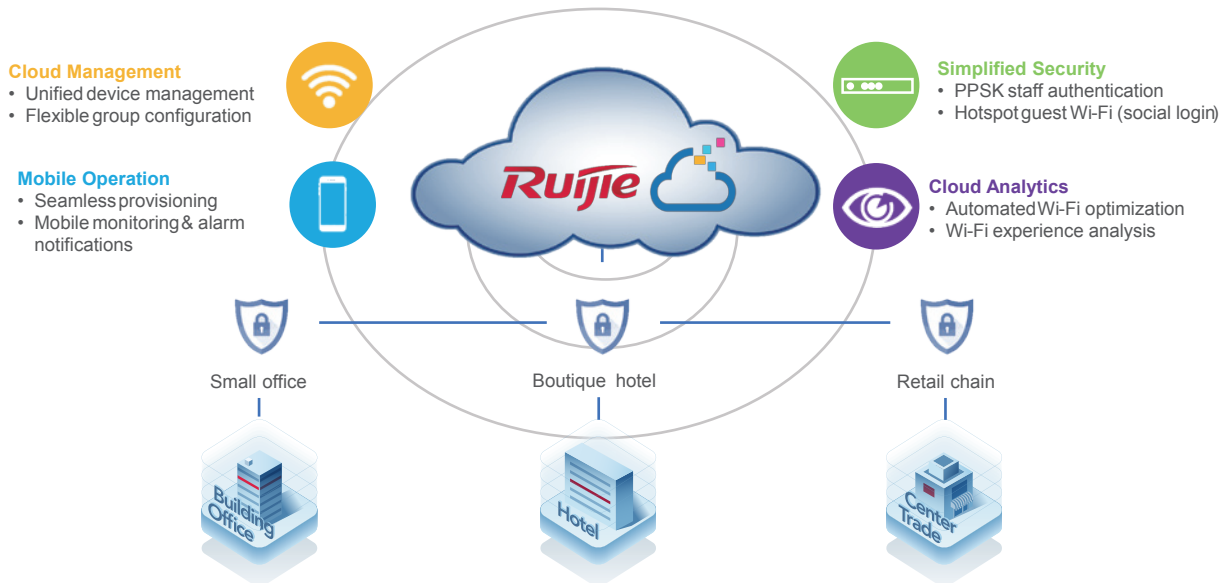 Cloud Management
• Unified device management
• Flexible group configuration
Mobile Operation
• Seamless provisioning
• Mobile monitoring & alarm
notifications
Ruijie
Simplified Security
• PPSK staff authentication
• Hotspot guest Wi-Fi (social login)
Cloud Analytics
• Automated Wi-Fi optimization
• Wi-Fi experience analysis
Small office
Boutique hotel
Retail chain
Building
Office
Hotel
Center
Trade